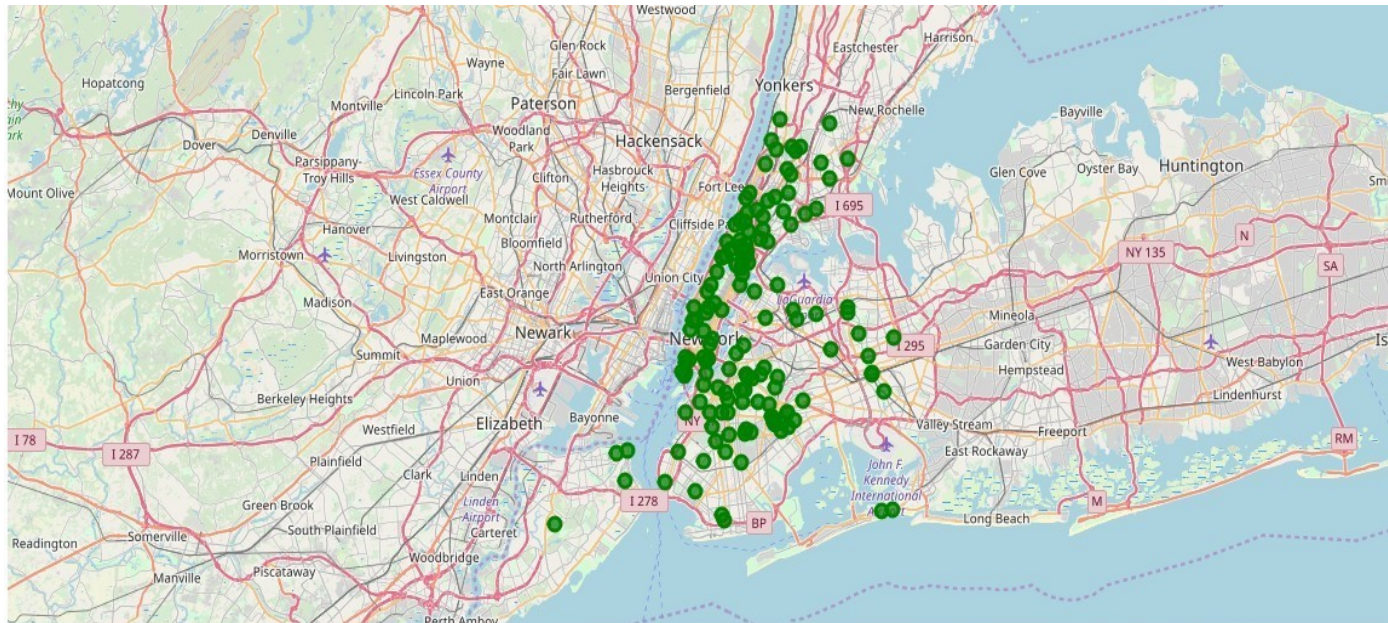 Westwood
Harrison
Eastchester
Glen Rock
Wayne
Fair Lawn
Hopatcong
Lincoln Park
Bergenfield
Yonkers
Montville
Paterson
New Rochelle
Bayville
Denville
Woodland
Park
Hackensack
Dover
Parsippany-
Troy Hills
Essex County
Airport
Clifton
Hasbrouck
Heights
Fort Lee
Glen Cove
Oyster Bay
Huntington
Mount Olive
West Caldwell
I 695
Montclair
Rutherford
Cliffside
Hanover
Bloomfield
N
Morristown
Livingston
North Arlington
NY 135
SA
Union City
LaGuardia
Madison
East Orange
Mineola
Maplewood
Newark
I 295
Garden City
Summit
West Babylon
Union
Hempstead
Berkeley Heights
Lindenhurst
Bayonne
NY
Elizabeth
Valley Stream
Freeport
I 78
Westfield
RM
I 287
East Rockaway
Plainfield
Clark
Linden
John F.
Kennedy
International
Green Brook
Linden
Airport
I 278
M
South Plainfield
Carteret
BP
Long Beach
Somerville
Readington
Woodbridge
Manville
Piscataway
Perth Amboy